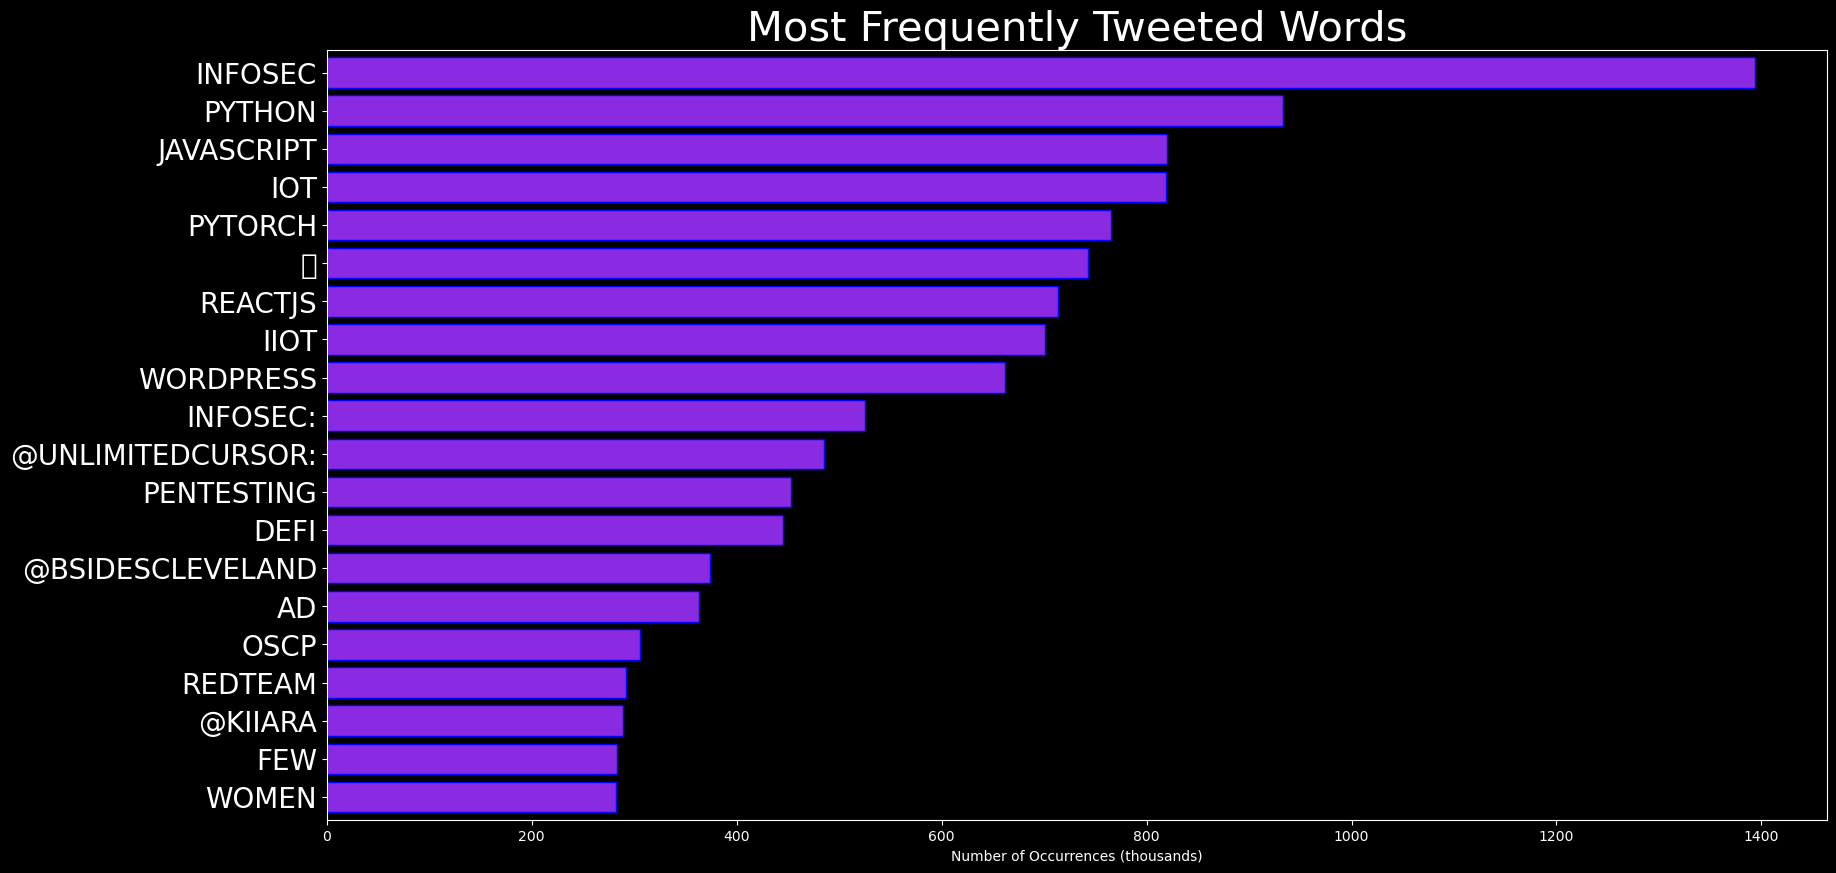 Most Frequently Tweeted Words
INFOSEC
PYTHON
JAVASCRIPT
IOT
PYTORCH
REACTJS
IIOT
WORDPRESS
INFOSEC:
@UNLIMITEDCURSOR:
PENTESTING
DEFI
@BSIDESCLEVELAND
AD
OSCP
REDTEAM
@KIIARA
FEW
WOMEN
0 200 400 600 800 1000 1200 1400
Number of Occurrences (thousands)